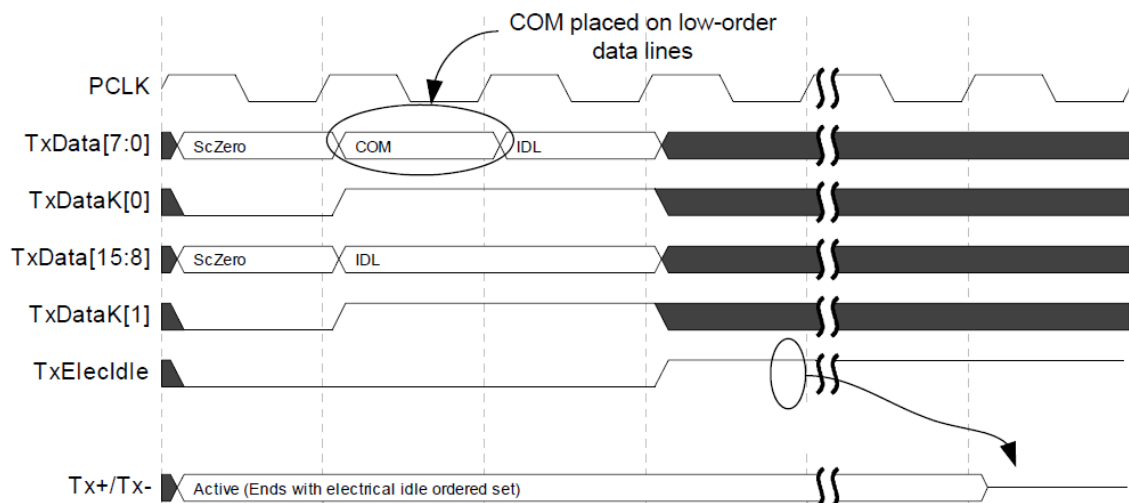 COM placed on low-order
data lines
PCLK
TxData[7:0]
ScZero
COM
IDL
TxDataK[0]
TxData[15:8]
ScZero
IDL
TxDataK[1]
TxElecIdle
Tx+/Tx-
Active (Ends with electrical idle ordered set)